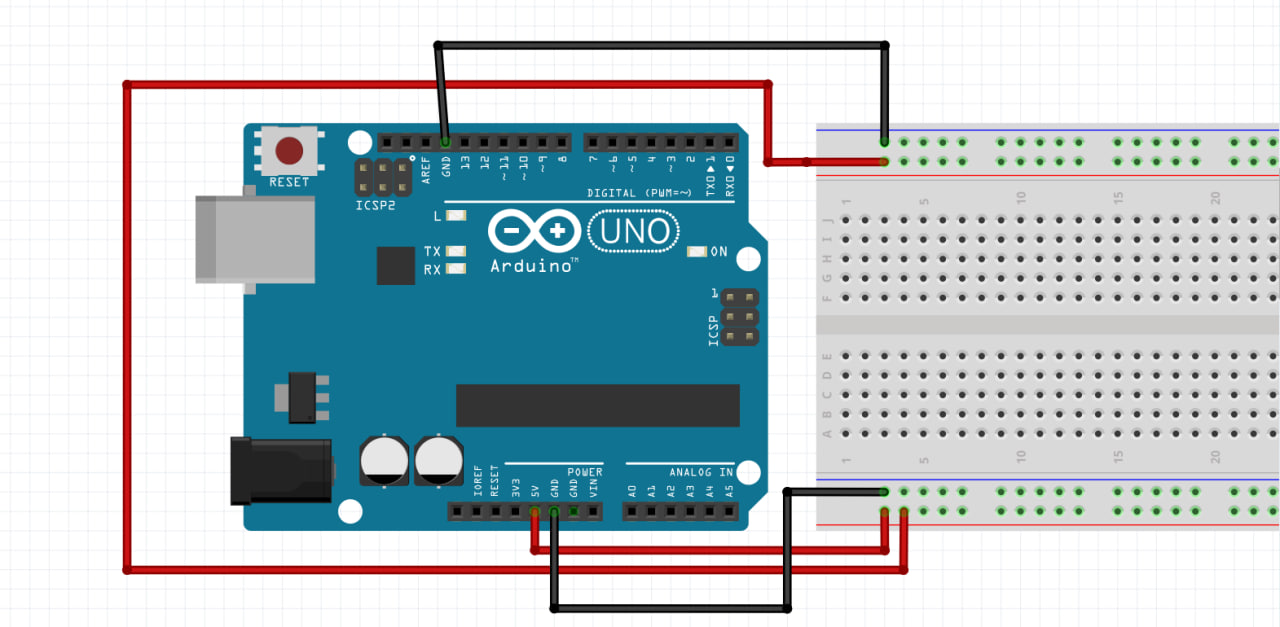 RESET
ICSP2
AREF
GND
13
12
~11
~10
~9
8
7
~6
~5
4
~3
2
TX0▶1
RX0◀0
DIGITAL (PWM=~)
L
TX
RX
UNO
ON
Arduino™
1
ICSP
1 5 10 15 20
J
I
H
G
F
E
D
C
B
A
1 5 10 15 20
POWER
ANALOG IN
IOREF
RESET
3V3
5V
GND
GND
VIN
A0
A1
A2
A3
A4
A5